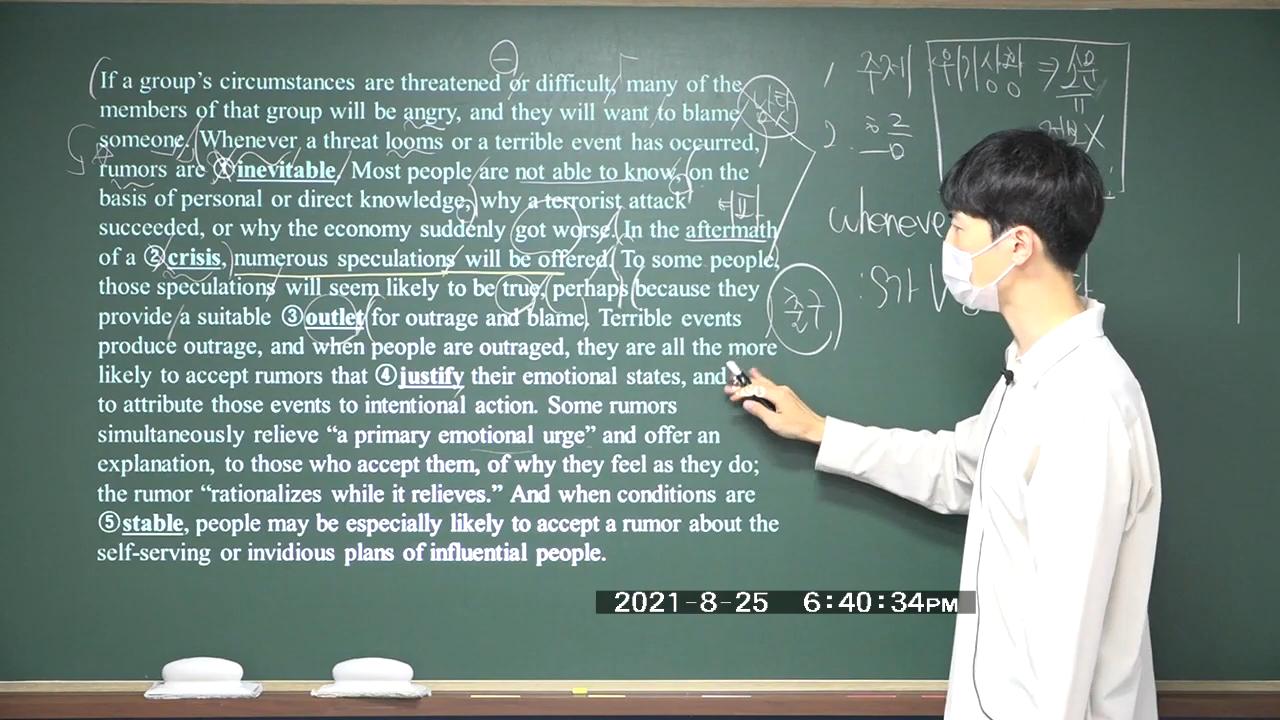 If a group's circumstances are threatened or difficult, many of the
members of that group will be angry, and they will want to blame
someone. Whenever a threat looms or a terrible event has occurred,
rumors are ①inevitable. Most people are not able to know, on the
basis of personal or direct knowledge, why a terrorist attack
succeeded, or why the economy suddenly got worse. In the aftermath
of a ②crisis, numerous speculations will be offered. To some people,
those speculations will seem likely to be true, perhaps because they
provide a suitable ③outlet for outrage and blame. Terrible events
produce outrage, and when people are outraged, they are all the more
likely to accept rumors that ④justify their emotional states, and
to attribute those events to intentional action. Some rumors
simultaneously relieve “a primary emotional urge” and offer an
explanation, to those who accept them, of why they feel as they do;
the rumor “rationalizes while it relieves.” And when conditions are
⑤stable, people may be especially likely to accept a rumor about the
self-serving or invidious plans of influential people.
1. 주제
2.
wheneve
: S가 V
출구
2021-8-25 6:40:34PM